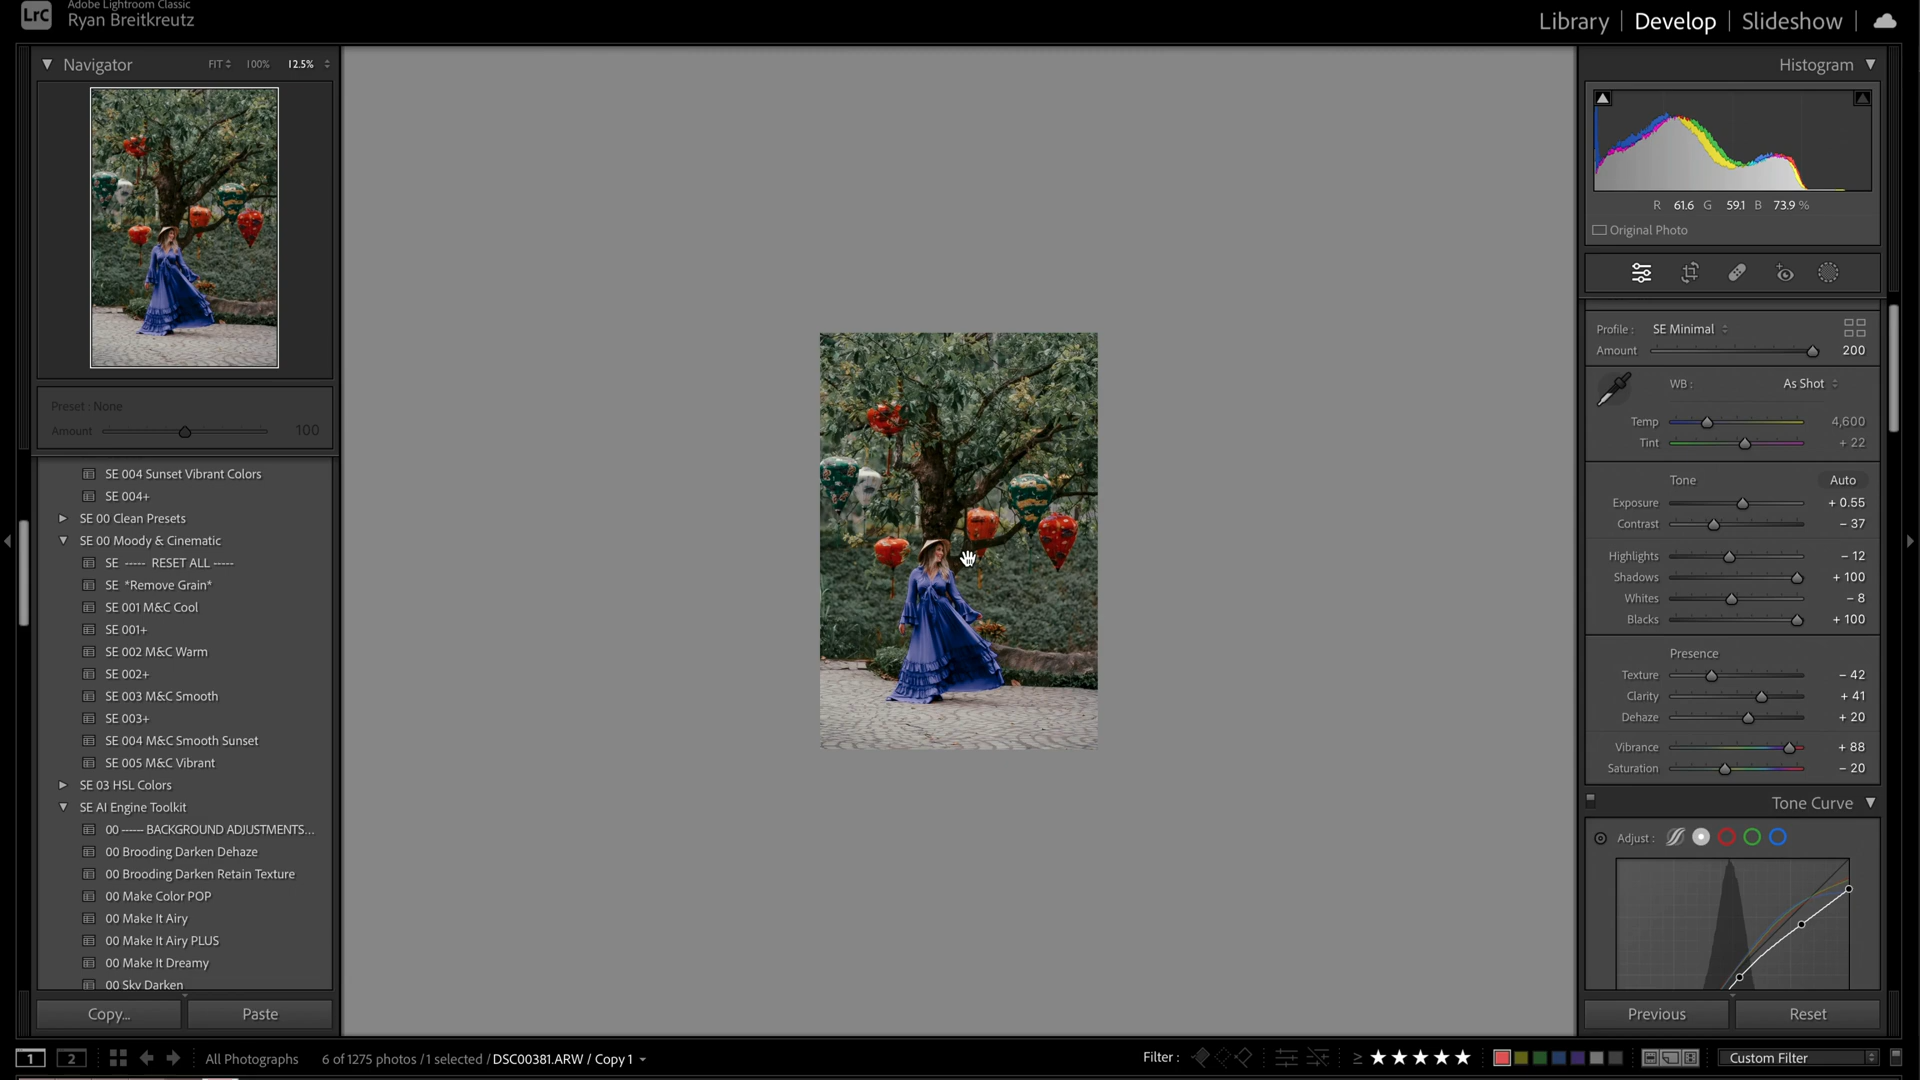 LrC
Adobe Lightroom Classic
Ryan Breitkreutz
Library | Develop | Slideshow |
Navigator
FIT
100%
12.5%
Preset : None
Amount
100
SE 004 Sunset Vibrant Colors
SE 004+
SE 00 Clean Presets
SE 00 Moody & Cinematic
SE ----- RESET ALL -----
SE *Remove Grain*
SE 001 M&C Cool
SE 001+
SE 002 M&C Warm
SE 002+
SE 003 M&C Smooth
SE 003+
SE 004 M&C Smooth Sunset
SE 005 M&C Vibrant
SE 03 HSL Colors
SE AI Engine Toolkit
00 ------ BACKGROUND ADJUSTMENTS...
00 Brooding Darken Dehaze
00 Brooding Darken Retain Texture
00 Make Color POP
00 Make It Airy
00 Make It Airy PLUS
00 Make It Dreamy
00 Sky Darken
Copy...
Paste
Histogram
R 61.6 G 59.1 B 73.9 %
Original Photo
Profile : SE Minimal
Amount 200
WB : As Shot
Temp 4,600
Tint + 22
Tone Auto
Exposure + 0.55
Contrast – 37
Highlights – 12
Shadows + 100
Whites – 8
Blacks + 100
Presence
Texture – 42
Clarity + 41
Dehaze + 20
Vibrance + 88
Saturation – 20
Tone Curve
Adjust :
Previous
Reset
1
2
All Photographs
6 of 1275 photos / 1 selected / DSC00381.ARW / Copy 1
Filter :
≥ ★★★★★
Custom Filter